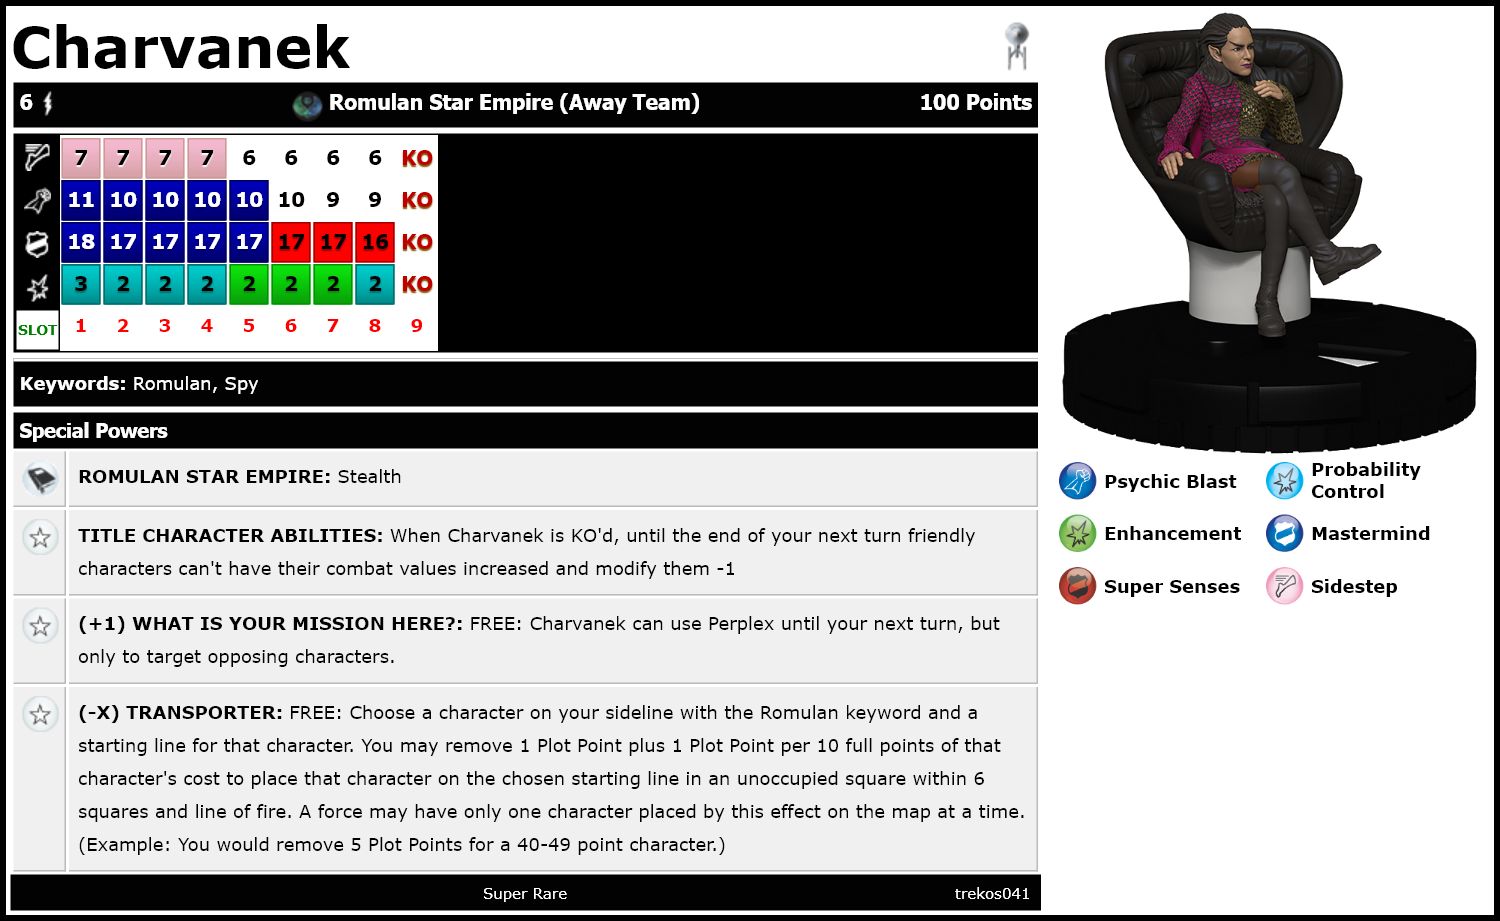 Charvanek
6 Romulan Star Empire (Away Team) 100 Points
7 7 7 7 6 6 6 6 KO
11 10 10 10 10 10 9 9 KO
18 17 17 17 17 17 17 16 KO
3 2 2 2 2 2 2 2 KO
SLOT 1 2 3 4 5 6 7 8 9
Keywords: Romulan, Spy
Special Powers
ROMULAN STAR EMPIRE: Stealth
TITLE CHARACTER ABILITIES: When Charvanek is KO'd, until the end of your next turn friendly
characters can't have their combat values increased and modify them -1
(+1) WHAT IS YOUR MISSION HERE?: FREE: Charvanek can use Perplex until your next turn, but
only to target opposing characters.
(-X) TRANSPORTER: FREE: Choose a character on your sideline with the Romulan keyword and a
starting line for that character. You may remove 1 Plot Point plus 1 Plot Point per 10 full points of that
character's cost to place that character on the chosen starting line in an unoccupied square within 6
squares and line of fire. A force may have only one character placed by this effect on the map at a time.
(Example: You would remove 5 Plot Points for a 40-49 point character.)
Super Rare trekos041
Psychic Blast
Probability
Control
Enhancement
Mastermind
Super Senses
Sidestep